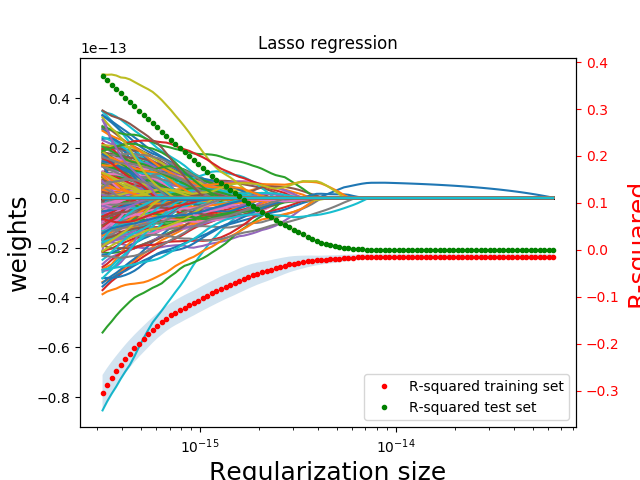 Lasso regression
1e−13
0.4
0.2
0.0
−0.2
−0.4
−0.6
−0.8
weights
0.4
0.3
0.2
0.1
0.0
−0.1
−0.2
−0.3
R-squared
R-squared training set
R-squared test set
10⁻¹⁵
10⁻¹⁴
Regularization size